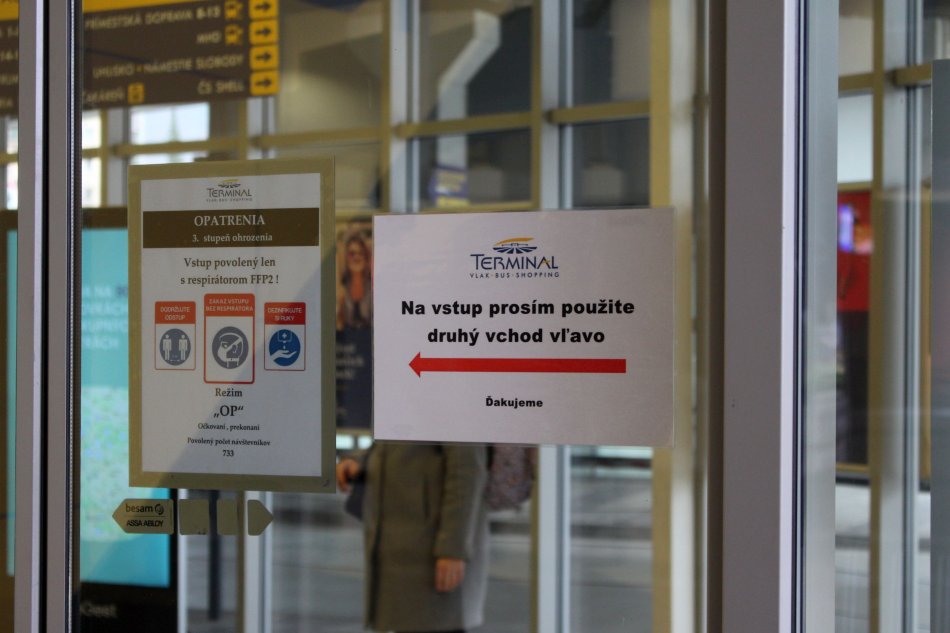 PRÍMESTSKÁ DOPRAVA 8-13
MHD
UHLISKO · NÁMESTIE SLOBODY
ČS SHELL
TERMINAL
VLAK·BUS·SHOPPING
OPATRENIA
3. stupeň ohrozenia
Vstup povolený len
s respirátorom FFP2 !
DODRŽUJTE
ODSTUP
ZÁKAZ VSTUPU
BEZ RESPIRÁTORA
DEZINFIKUJTE
SI RUKY
Režim
„OP“
Očkovaní , prekonaní
Povolený počet návštevníkov
733
TERMINAL
VLAK·BUS·SHOPPING
Na vstup prosím použite
druhý vchod vľavo
Ďakujeme
besam
ASSA ABLOY